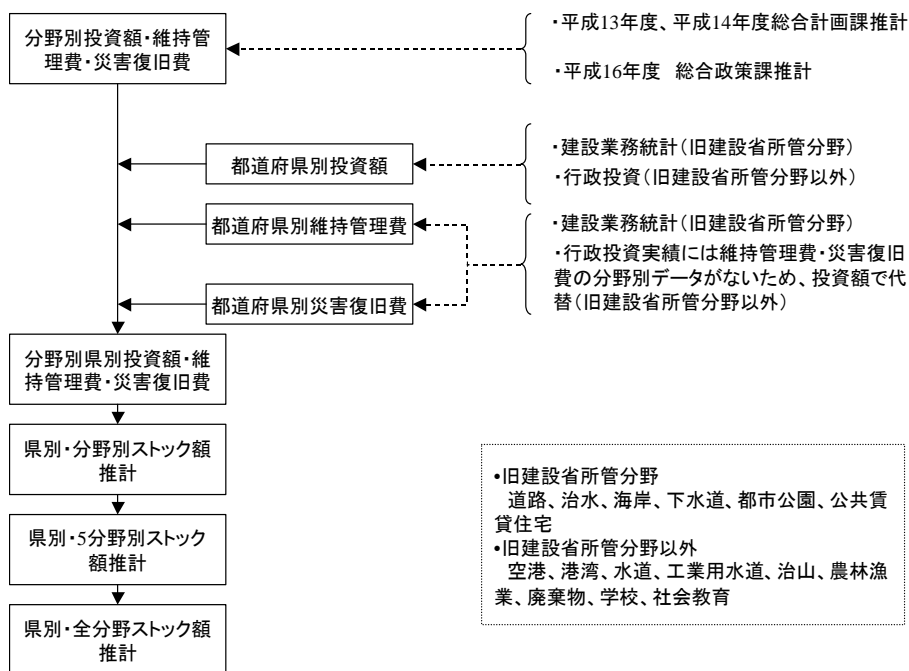 分野別投資額・維持管
理費・災害復旧費
・平成13年度、平成14年度総合計画課推計
・平成16年度 総合政策課推計
都道府県別投資額
・建設業務統計(旧建設省所管分野)
・行政投資(旧建設省所管分野以外)
都道府県別維持管理費
都道府県別災害復旧費
・建設業務統計(旧建設省所管分野)
・行政投資実績には維持管理費・災害復旧
費の分野別データがないため、投資額で代
替(旧建設省所管分野以外)
分野別県別投資額・維
持管理費・災害復旧費
県別・分野別ストック額
推計
県別・5分野別ストック
額推計
県別・全分野ストック額
推計
•旧建設省所管分野
道路、治水、海岸、下水道、都市公園、公共賃
貸住宅
•旧建設省所管分野以外
空港、港湾、水道、工業用水道、治山、農林漁
業、廃棄物、学校、社会教育